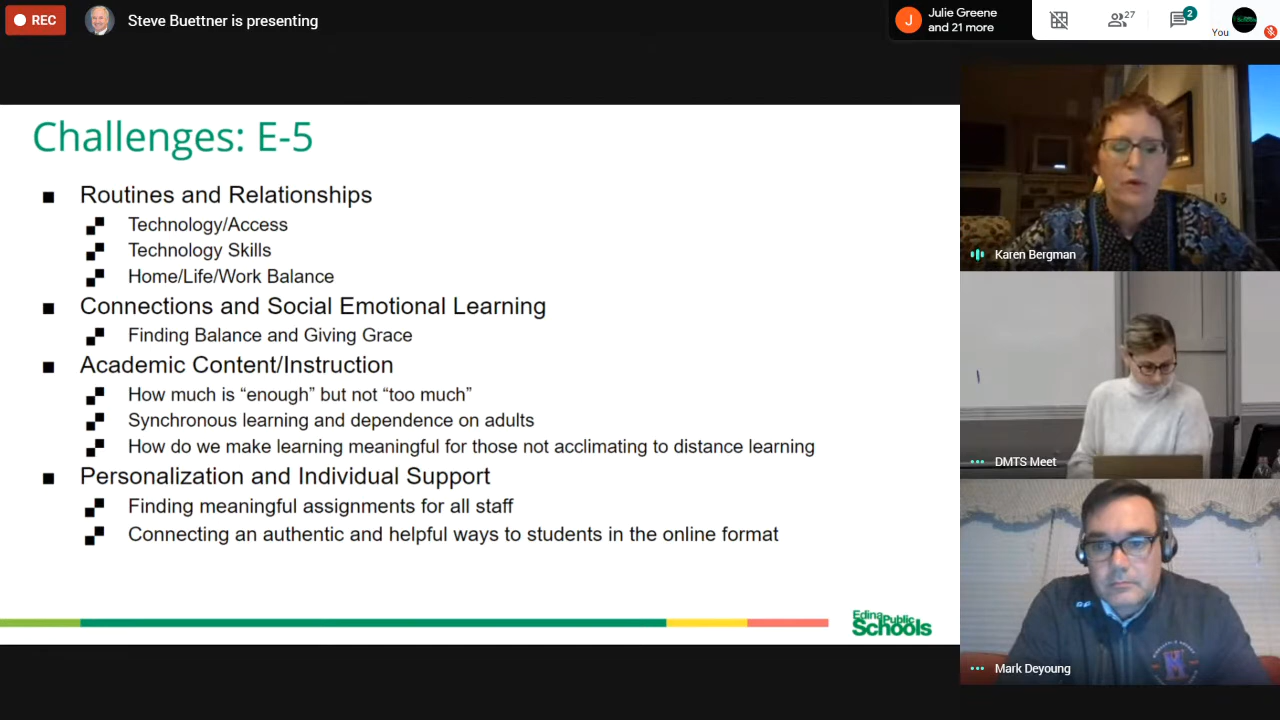 REC
Steve Buettner is presenting
J
Julie Greene
and 21 more
27
2
You
Challenges: E-5
Routines and Relationships
Technology/Access
Technology Skills
Home/Life/Work Balance
Connections and Social Emotional Learning
Finding Balance and Giving Grace
Academic Content/Instruction
How much is “enough” but not “too much”
Synchronous learning and dependence on adults
How do we make learning meaningful for those not acclimating to distance learning
Personalization and Individual Support
Finding meaningful assignments for all staff
Connecting an authentic and helpful ways to students in the online format
Edina Public
Schools
Karen Bergman
DMTS Meet
Mark Deyoung